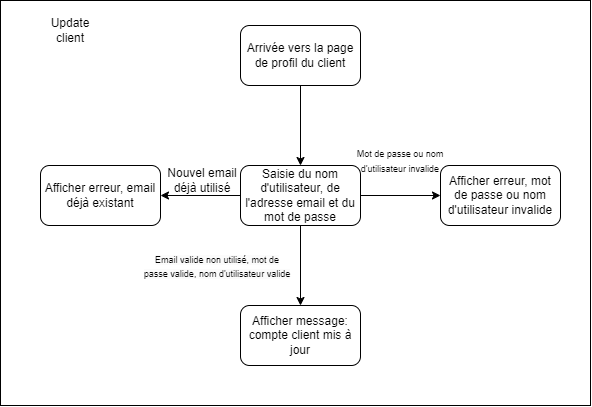 Update
client
Arrivée vers la page
de profil du client
Nouvel email
déjà utilisé
Mot de passe ou nom
d'utilisateur invalide
Afficher erreur, email
déjà existant
Saisie du nom
d'utilisateur, de
l'adresse email et du
mot de passe
Afficher erreur, mot
de passe ou nom
d'utilisateur invalide
Email valide non utilisé, mot de
passe valide, nom d'utilisateur valide
Afficher message:
compte client mis à
jour